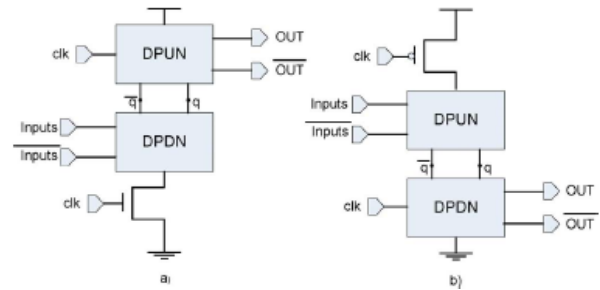 clk
DPUN
OUT
OUT
q
q
Inputs
Inputs
DPDN
clk
a)
clk
Inputs
Inputs
DPUN
q
q
clk
DPDN
OUT
OUT
b)